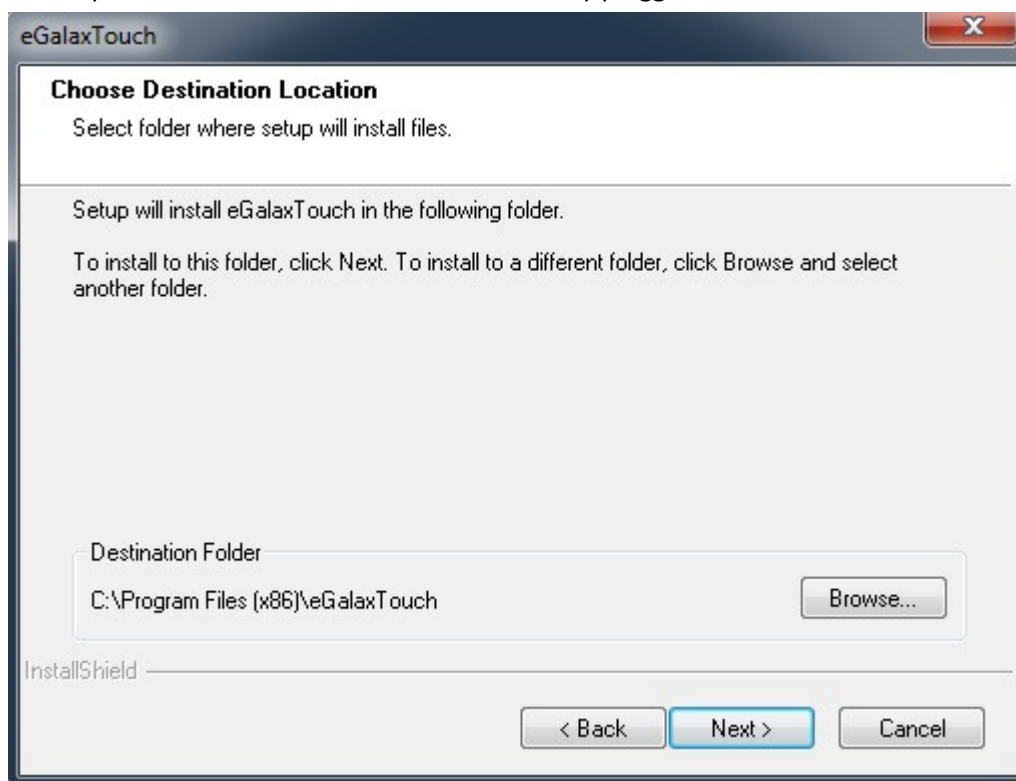 eGalaxTouch
Choose Destination Location
Select folder where setup will install files.
Setup will install eGalaxTouch in the following folder.
To install to this folder, click Next. To install to a different folder, click Browse and select
another folder.
Destination Folder
C:\Program Files (x86)\eGalaxTouch
Browse...
InstallShield
< Back
Next >
Cancel